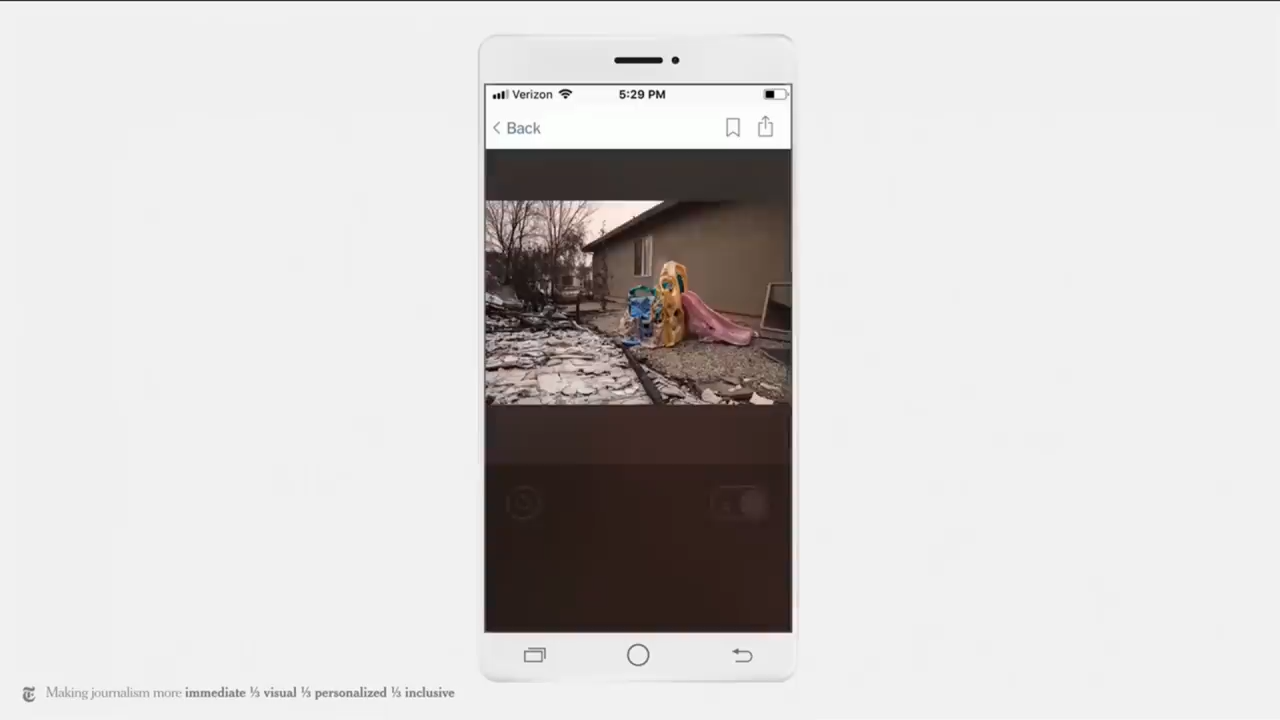 Verizon 5:29 PM
Back
Making journalism more immediate ⅓ visual ⅓ personalized ⅓ inclusive